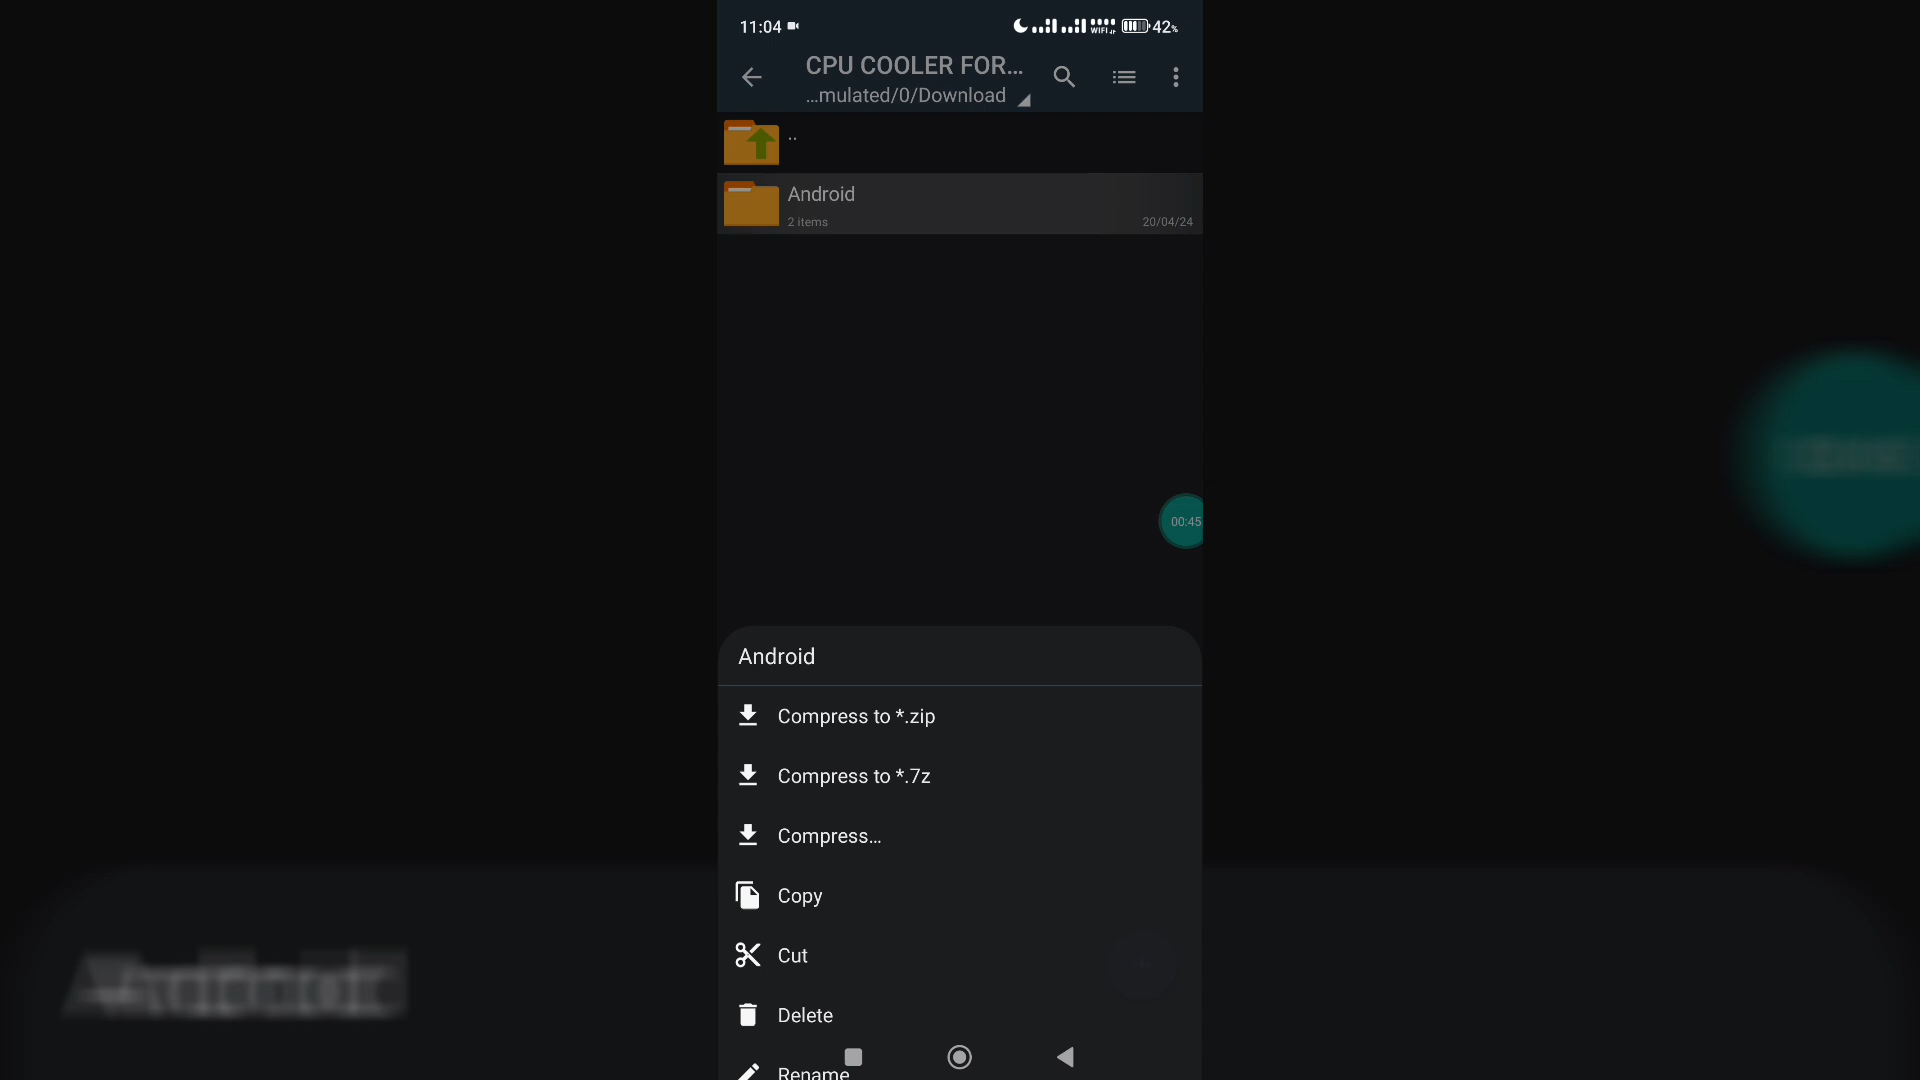 11:04
WIFI
42%
CPU COOLER FOR...
...mulated/0/Download
..
Android
2 items
20/04/24
00:45
Android
Compress to *.zip
Compress to *.7z
Compress...
Copy
Cut
Delete
Rename